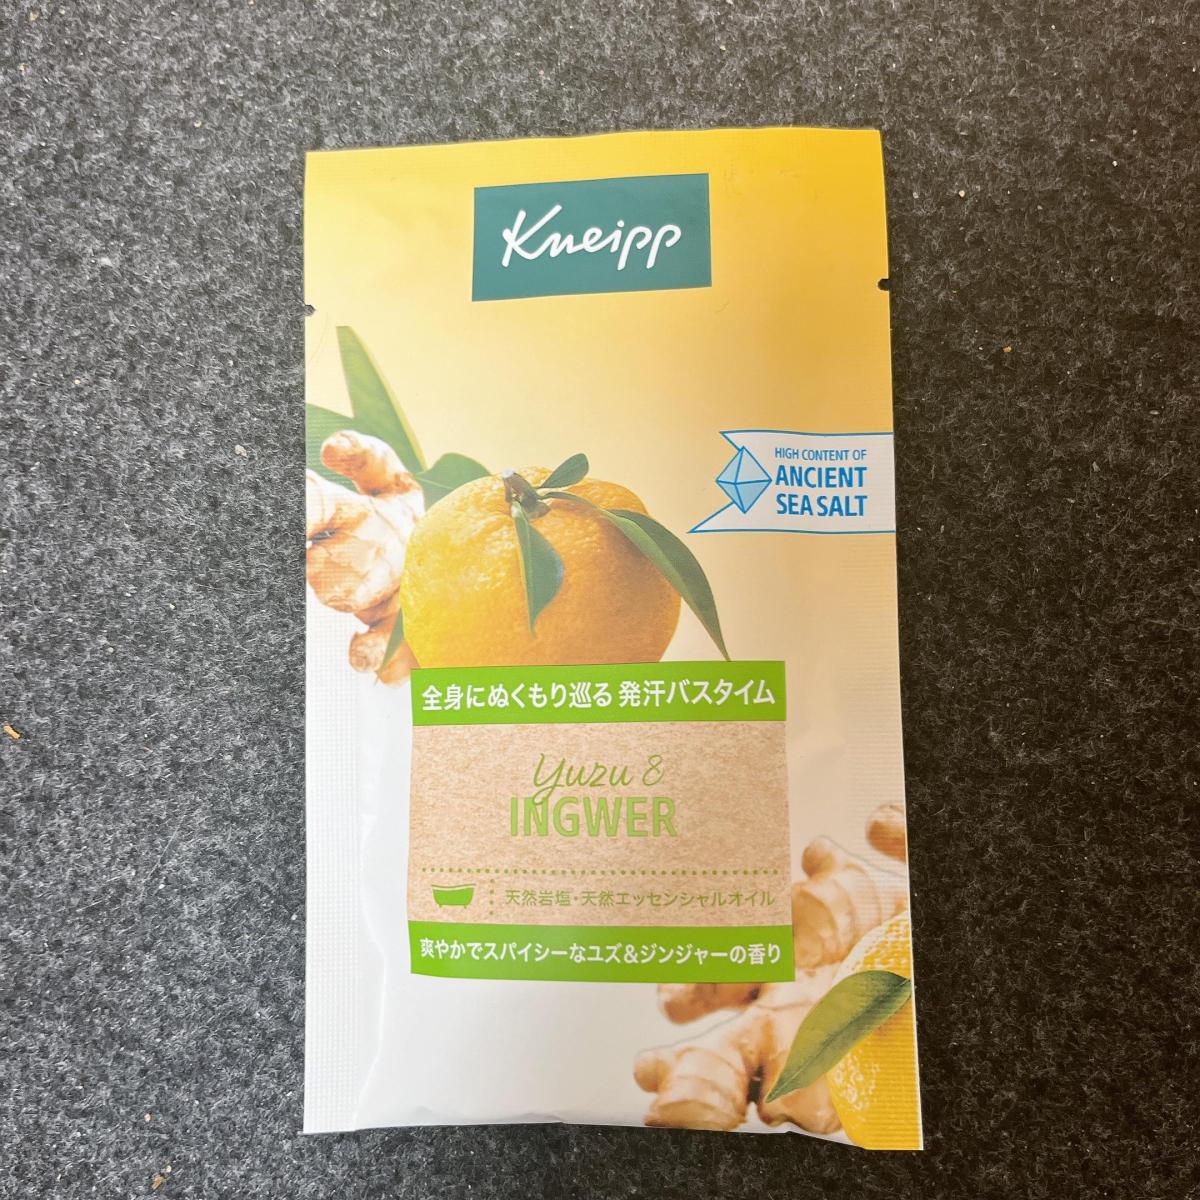 Kneipp
HIGH CONTENT OF
ANCIENT
SEA SALT
全身にぬくもり巡る 発汗バスタイム
Yuzu &
INGWER
天然岩塩・天然エッセンシャルオイル
爽やかでスパイシーなユズ&ジンジャーの香り